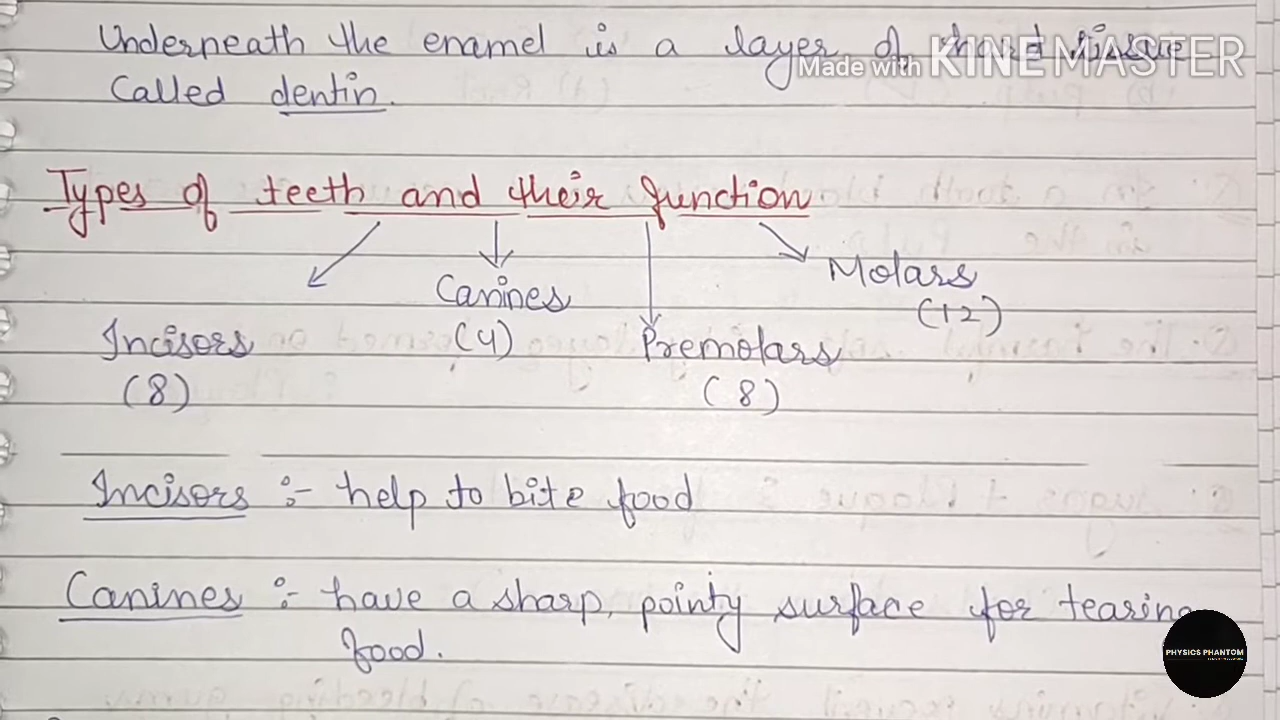 Underneath the enamel is a layer of hard tissue
Made with KINEMASTER
called dentin.
Types of teeth and their function
Molars
(12)
Canines
(4)
Incisors
(8)
Premolars
(8)
Incisors :- help to bite food
Canines :- have a sharp, pointy surface for tearing
food.
PHYSICS PHANTOM